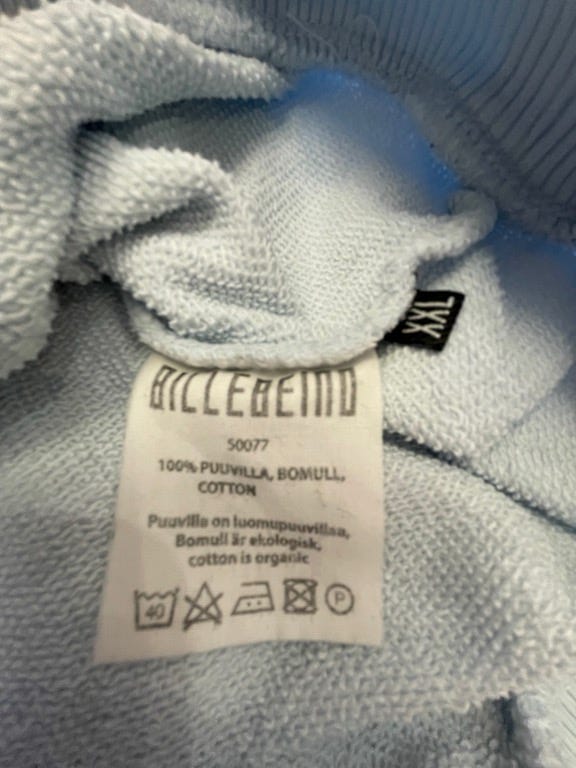 BILLEBEINO
50077
100% PUUVILLA, BOMULL,
COTTON
Puuvilla on luomupuuvillaa,
Bomull är ekologisk,
cotton is organic
40
P
XXL